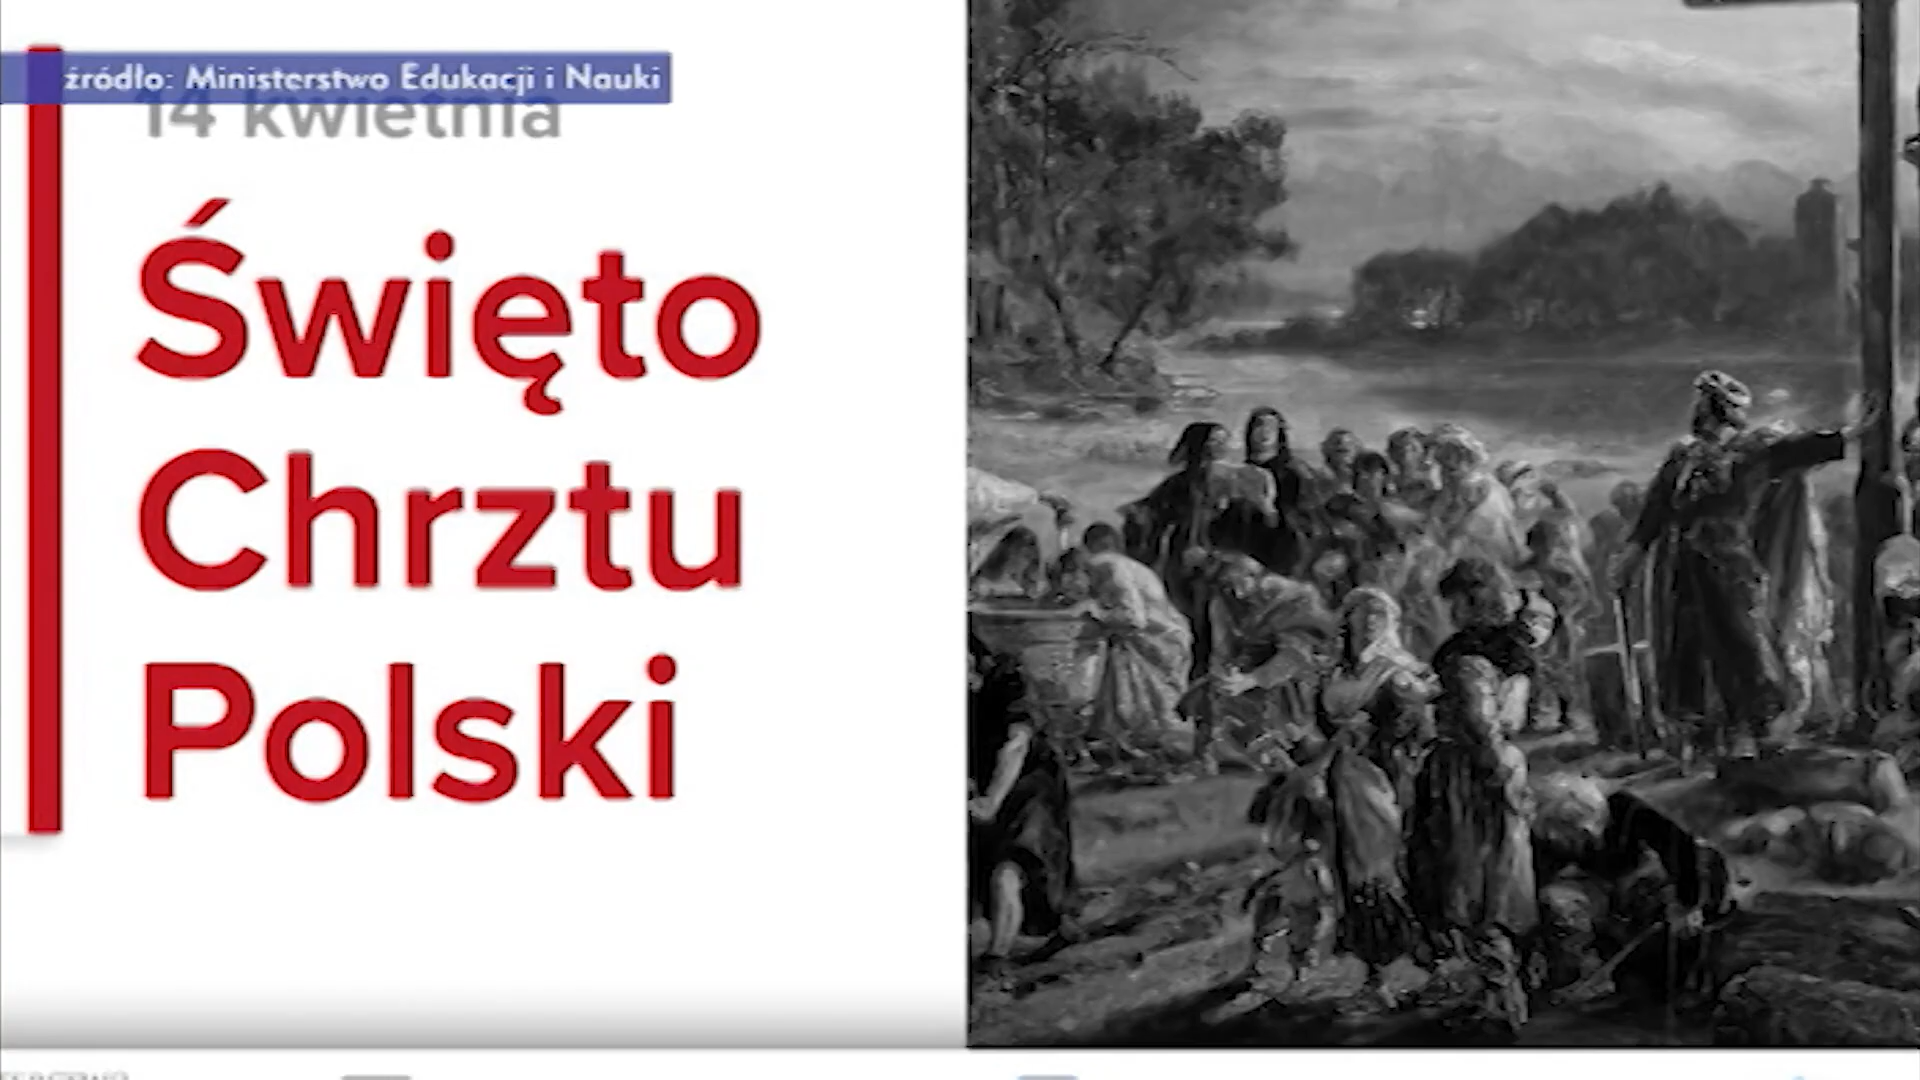 źródło: Ministerstwo Edukacji i Nauki
14 kwietnia
Święto
Chrztu
Polski